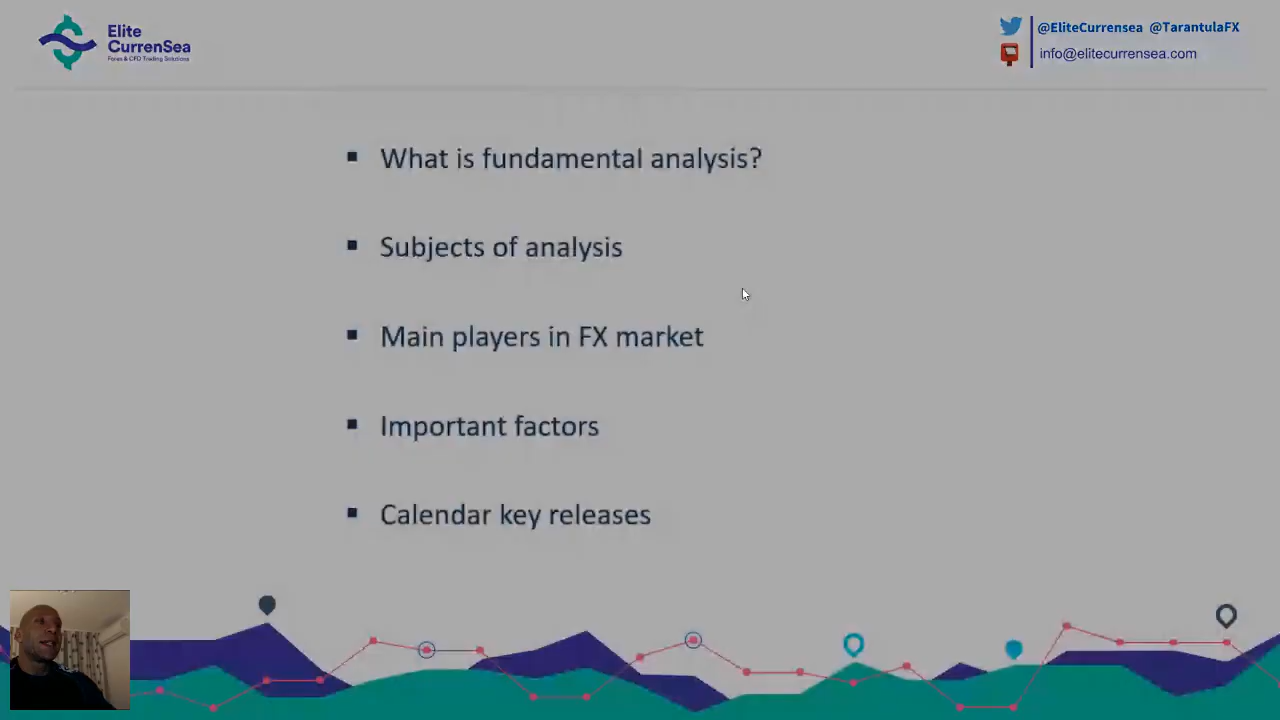 Elite
CurrenSea
Forex & CFD Trading Solutions
@EliteCurrensea @TarantulaFX
info@elitecurrensea.com
What is fundamental analysis?
Subjects of analysis
Main players in FX market
Important factors
Calendar key releases